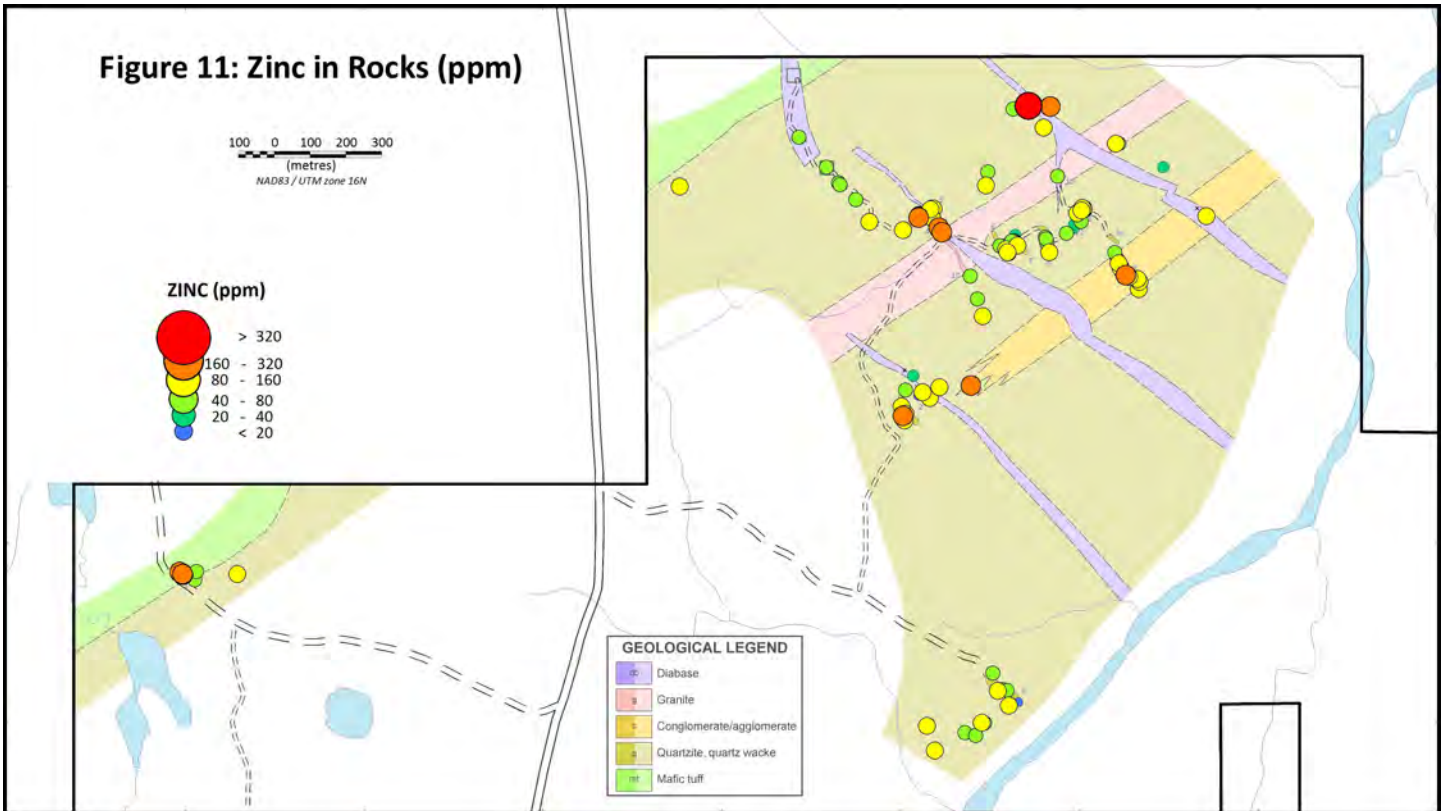 Figure 11: Zinc in Rocks (ppm)
100 0 100 200 300
(metres)
NAD83 / UTM zone 16N
ZINC (ppm)
> 320
160 - 320
80 - 160
40 - 80
20 - 40
< 20
GEOLOGICAL LEGEND
Diabase
g Granite
Conglomerate/agglomerate
Quartzite, quartz wacke
mt Mafic tuff